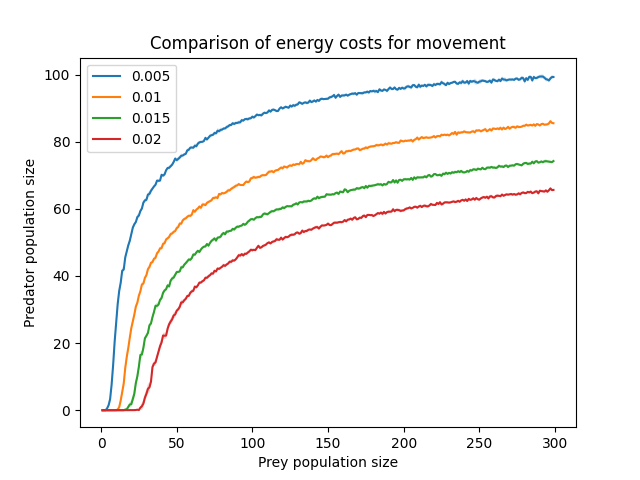 Comparison of energy costs for movement
0.005
0.01
0.015
0.02
Predator population size
100
80
60
40
20
0
0 50 100 150 200 250 300
Prey population size